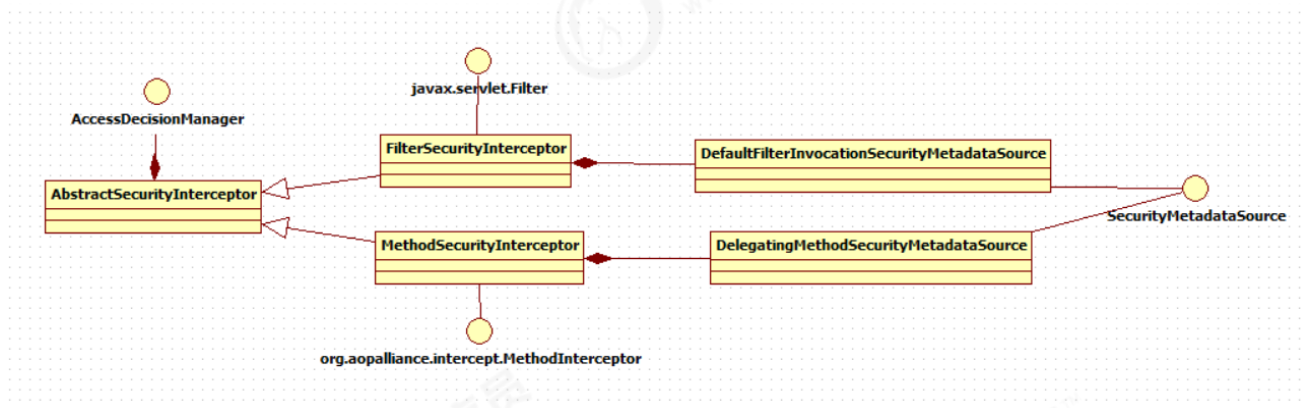 javax.servlet.Filter
AccessDecisionManager
FilterSecurityInterceptor
DefaultFilterInvocationSecurityMetadataSource
AbstractSecurityInterceptor
SecurityMetadataSource
MethodSecurityInterceptor
DelegatingMethodSecurityMetadataSource
org.aopalliance.intercept.MethodInterceptor